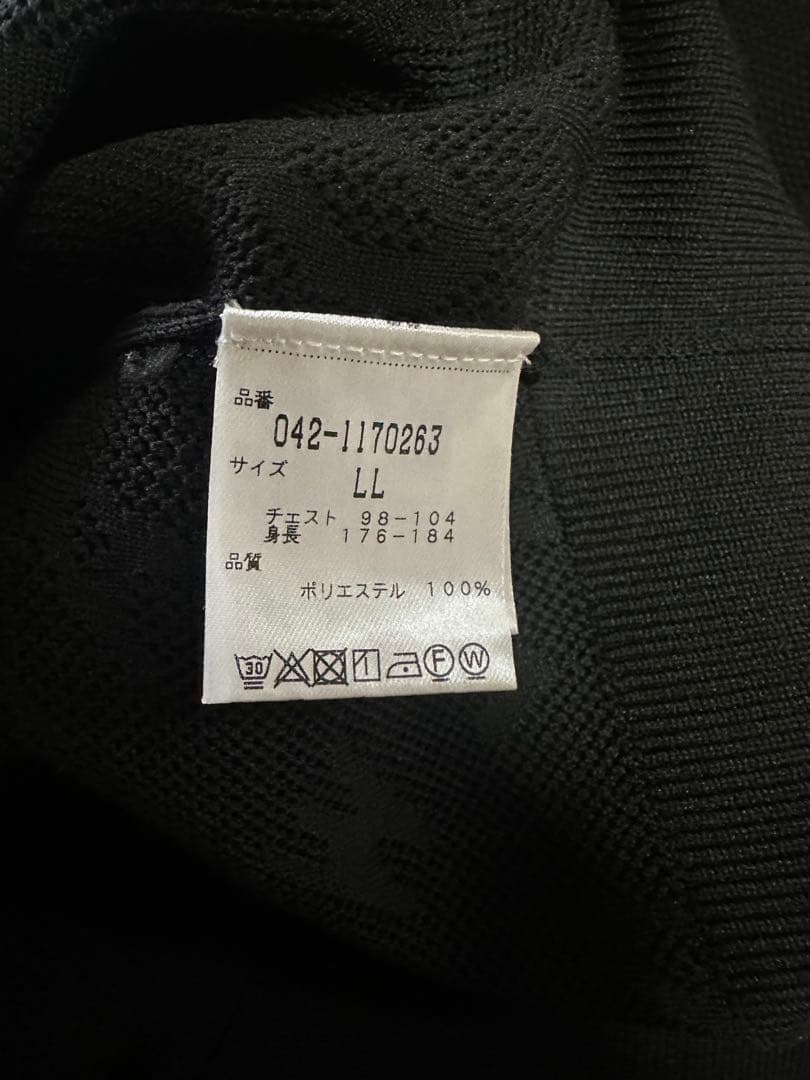 品番
042-1170263
サイズ
LL
チェスト 98-104
身長 176-184
品質
ポリエステル 100%
30 F W